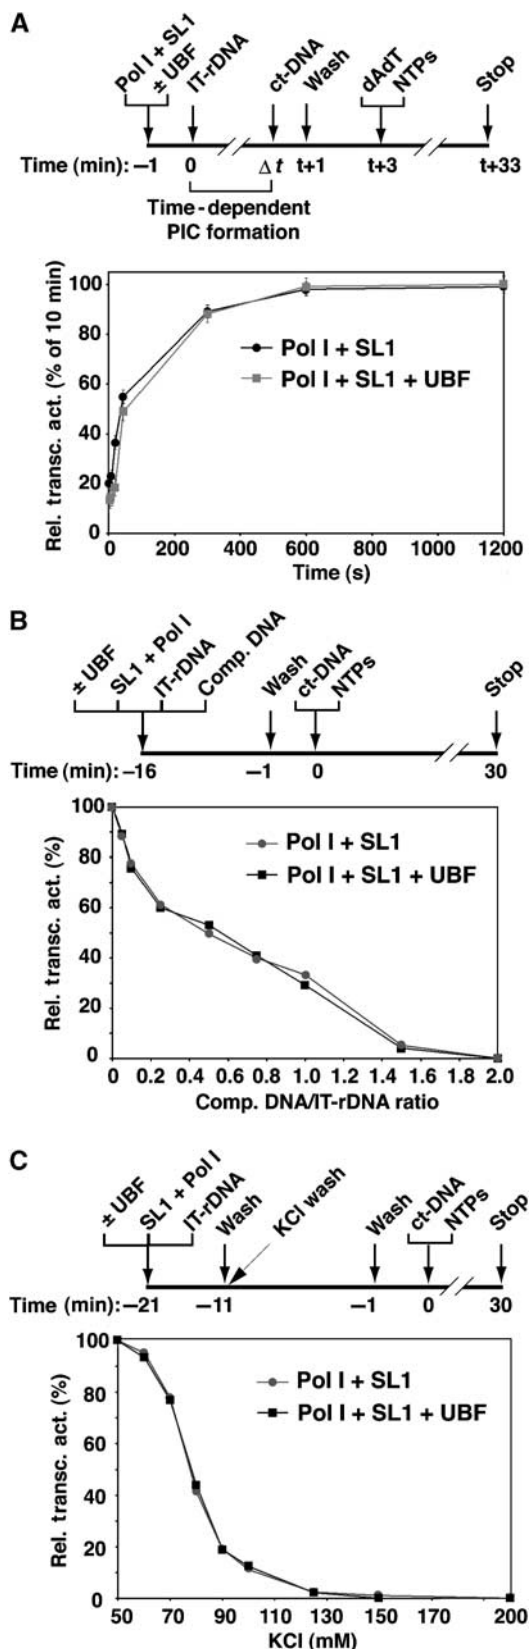 A
Pol I + SL1
± UBF
IT-rDNA
ct-DNA
Wash
dAdT
NTPs
Stop
Time (min): –1 0 Δt t+1 t+3 t+33
Time-dependent
PIC formation
Rel. transc. act. (% of 10 min)
100
80
60
40
20
0
Pol I + SL1
Pol I + SL1 + UBF
0 200 400 600 800 1000 1200
Time (s)
B
± UBF
SL1 + Pol I
IT-rDNA
Comp. DNA
Wash
ct-DNA
NTPs
Stop
Time (min): –16 –1 0 30
Rel. transc. act. (%)
100
80
60
40
20
0
Pol I + SL1
Pol I + SL1 + UBF
0 0.2 0.4 0.6 0.8 1.0 1.2 1.4 1.6 1.8 2.0
Comp. DNA/IT-rDNA ratio
C
± UBF
SL1 + Pol I
IT-rDNA
Wash
KCl wash
Wash
ct-DNA
NTPs
Stop
Time (min): –21 –11 –1 0 30
Rel. transc. act. (%)
100
80
60
40
20
0
Pol I + SL1
Pol I + SL1 + UBF
50 70 90 110 130 150 170 200
KCl (mM)